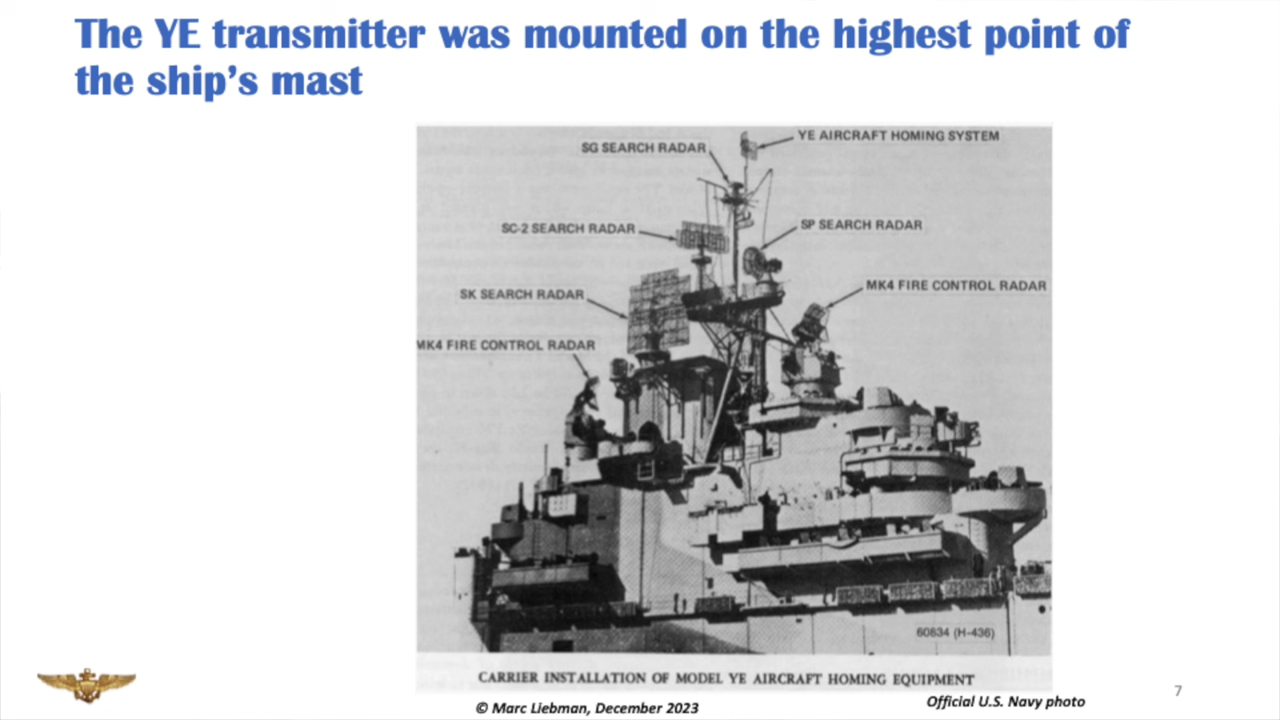 The YE transmitter was mounted on the highest point of
the ship's mast
YE AIRCRAFT HOMING SYSTEM
SG SEARCH RADAR
SC-2 SEARCH RADAR
SP SEARCH RADAR
SK SEARCH RADAR
MK4 FIRE CONTROL RADAR
MK4 FIRE CONTROL RADAR
60834 (H-436)
CARRIER INSTALLATION OF MODEL YE AIRCRAFT HOMING EQUIPMENT
© Marc Liebman, December 2023
Official U.S. Navy photo
7